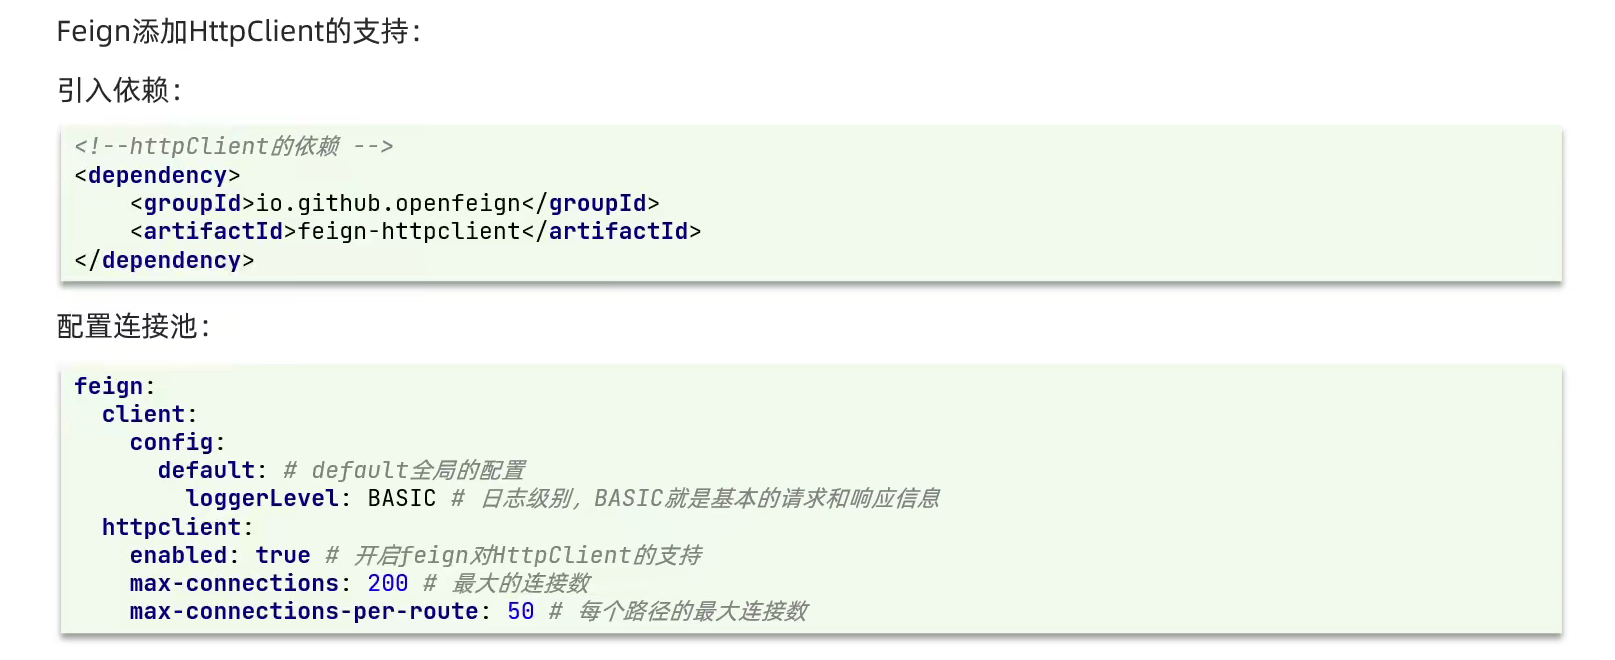 Feign添加HttpClient的支持：
引入依赖：
<!--httpClient的依赖 -->
<dependency>
    <groupId>io.github.openfeign</groupId>
    <artifactId>feign-httpclient</artifactId>
</dependency>
配置连接池：
feign:
  client:
    config:
      default: # default全局的配置
        loggerLevel: BASIC # 日志级别，BASIC就是基本的请求和响应信息
  httpclient:
    enabled: true # 开启feign对HttpClient的支持
    max-connections: 200 # 最大的连接数
    max-connections-per-route: 50 # 每个路径的最大连接数